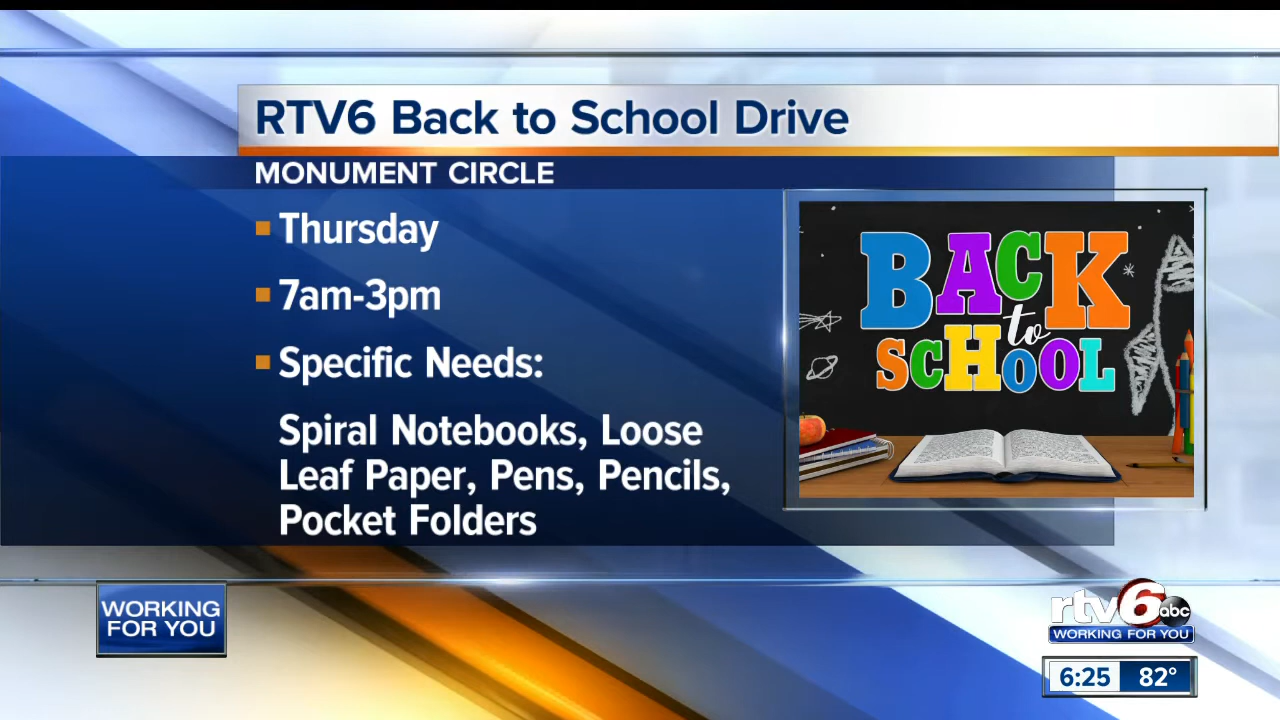 RTV6 Back to School Drive
MONUMENT CIRCLE
Thursday
7am-3pm
Specific Needs:
Spiral Notebooks, Loose
Leaf Paper, Pens, Pencils,
Pocket Folders
BACK
to
SCHOOL
WORKING
FOR YOU
rtv6 abc
WORKING FOR YOU
6:25 82°